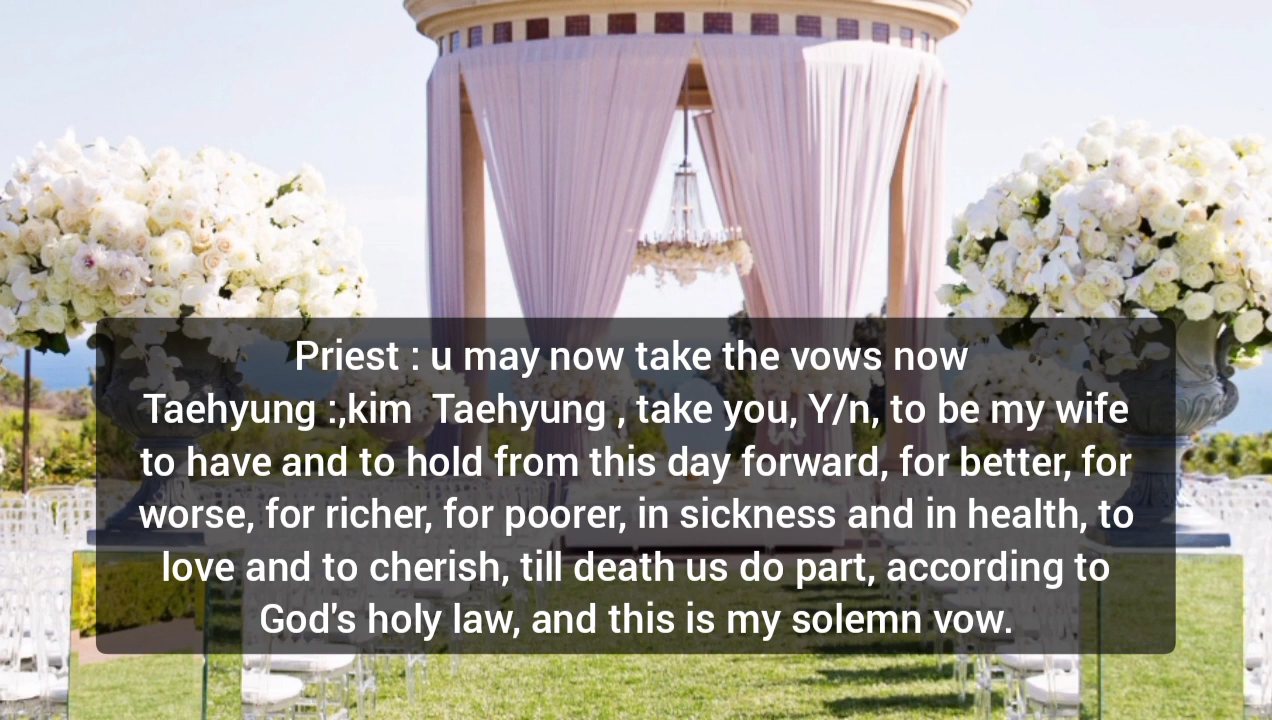 Priest : u may now take the vows now
Taehyung :,kim  Taehyung , take you, Y/n, to be my wife
to have and to hold from this day forward, for better, for
worse, for richer, for poorer, in sickness and in health, to
love and to cherish, till death us do part, according to
God's holy law, and this is my solemn vow.